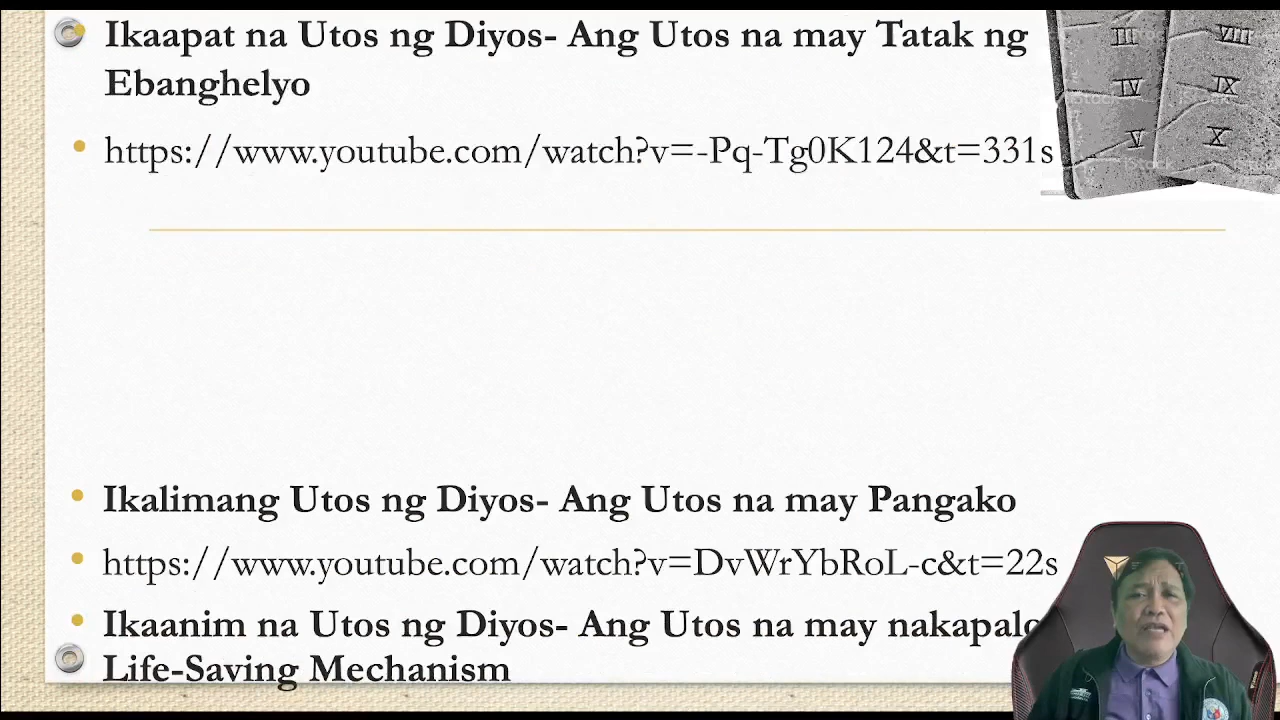 Ikaapat na Utos ng Diyos- Ang Utos na may Tatak ng
Ebanghelyo
https://www.youtube.com/watch?v=-Pq-Tg0K124&t=331s
III
VIII
IV
IX
V
X
iStock
Ikalimang Utos ng Diyos- Ang Utos na may Pangako
https://www.youtube.com/watch?v=DvWrYbRoL-c&t=22s
Ikaanim na Utos ng Diyos- Ang Utos na may nakapalo
Life-Saving Mechanism